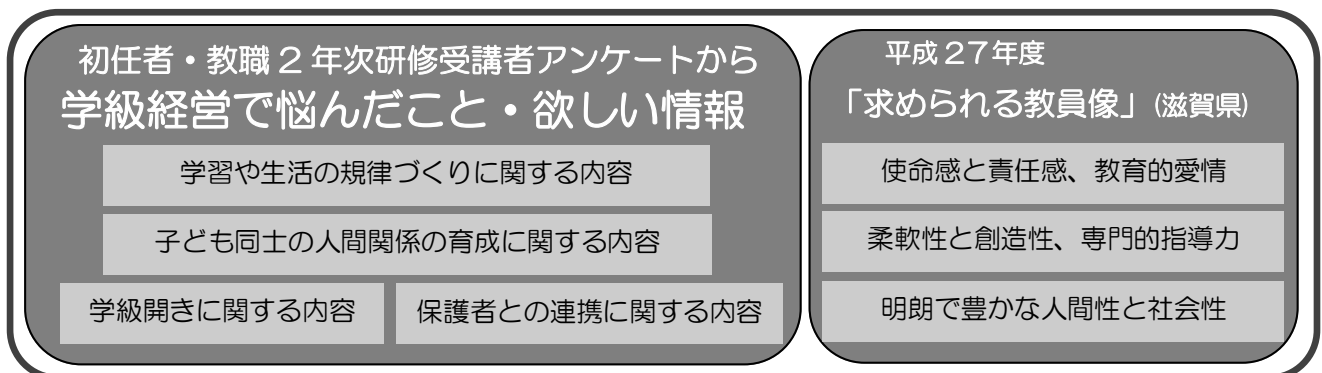 初任者・教職2年次研修受講者アンケートから
学級経営で悩んだこと・欲しい情報
学習や生活の規律づくりに関する内容
子ども同士の人間関係の育成に関する内容
学級開きに関する内容
保護者との連携に関する内容
平成27年度
「求められる教員像」(滋賀県)
使命感と責任感、教育的愛情
柔軟性と創造性、専門的指導力
明朗で豊かな人間性と社会性